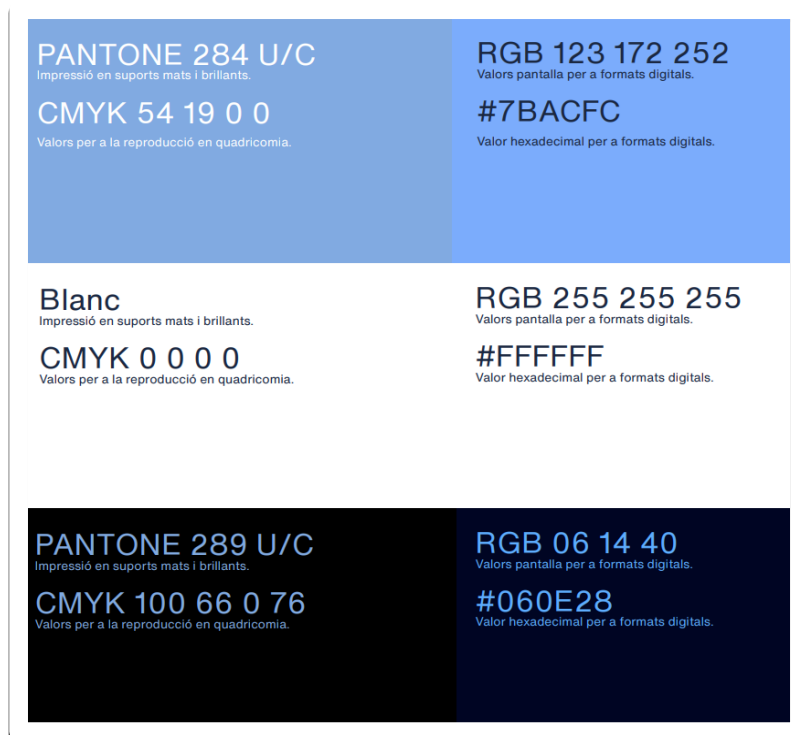 PANTONE 284 U/C
Impressió en suports mats i brillants.
CMYK 54 19 0 0
Valors per a la reproducció en quadricomia.
RGB 123 172 252
Valors pantalla per a formats digitals.
#7BACFC
Valor hexadecimal per a formats digitals.
Blanc
Impressió en suports mats i brillants.
CMYK 0 0 0 0
Valors per a la reproducció en quadricomia.
RGB 255 255 255
Valors pantalla per a formats digitals.
#FFFFFF
Valor hexadecimal per a formats digitals.
PANTONE 289 U/C
Impressió en suports mats i brillants.
CMYK 100 66 0 76
Valors per a la reproducció en quadricomia.
RGB 06 14 40
Valors pantalla per a formats digitals.
#060E28
Valor hexadecimal per a formats digitals.